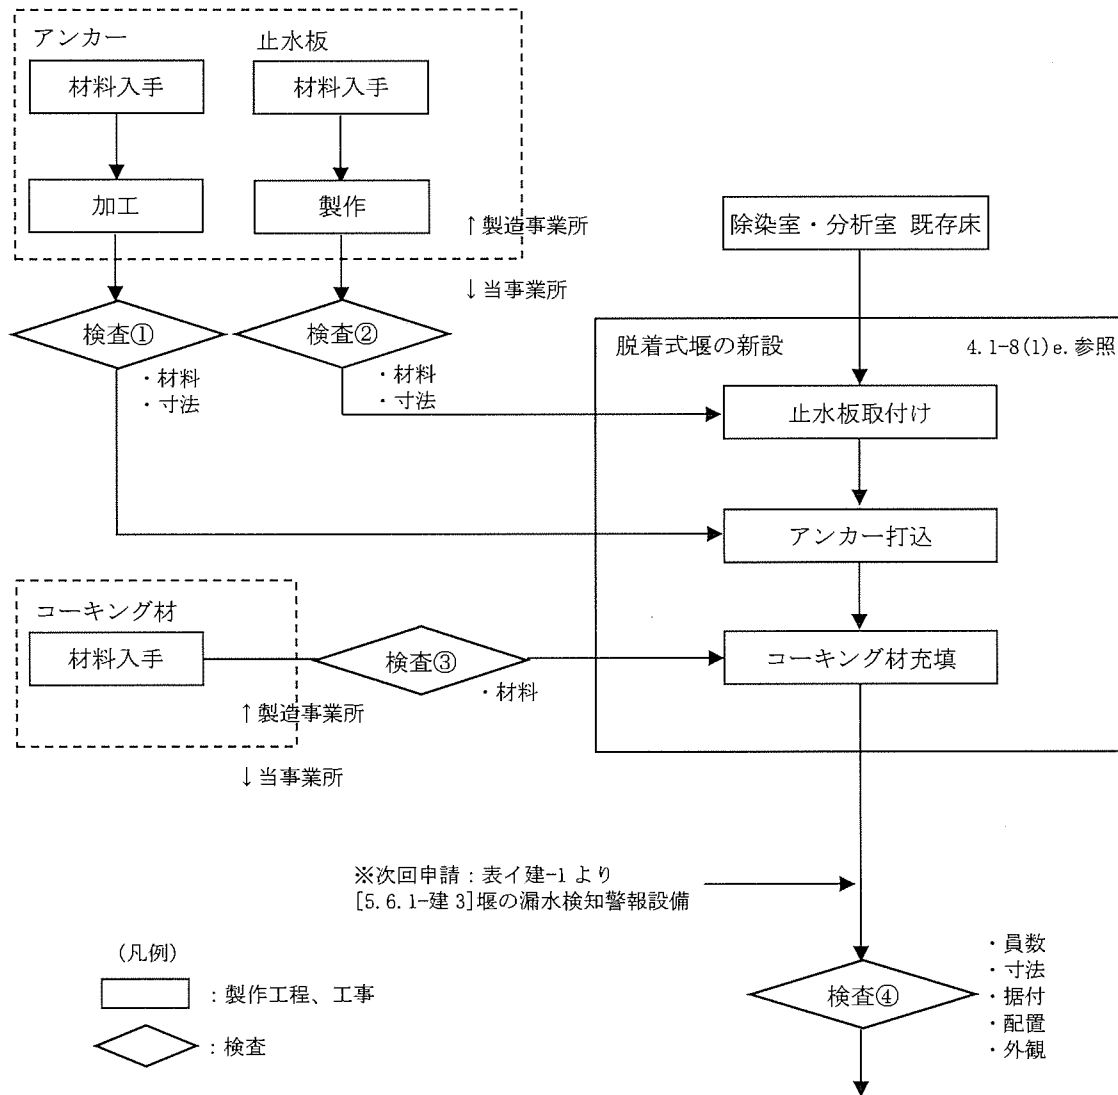 アンカー
止水板
材料入手
材料入手
加工
製作
↑製造事業所
↓当事業所
検査①
・材料
・寸法
検査②
・材料
・寸法
除染室・分析室 既存床
脱着式堰の新設
4.1-8(1)e.参照
止水板取付け
アンカー打込
コーキング材
材料入手
検査③
・材料
コーキング材充填
↑製造事業所
↓当事業所
※次回申請：表イ建-1 より
[5.6.1-建 3]堰の漏水検知警報設備
検査④
・員数
・寸法
・据付
・配置
・外観
(凡例)
：製作工程、工事
：検査